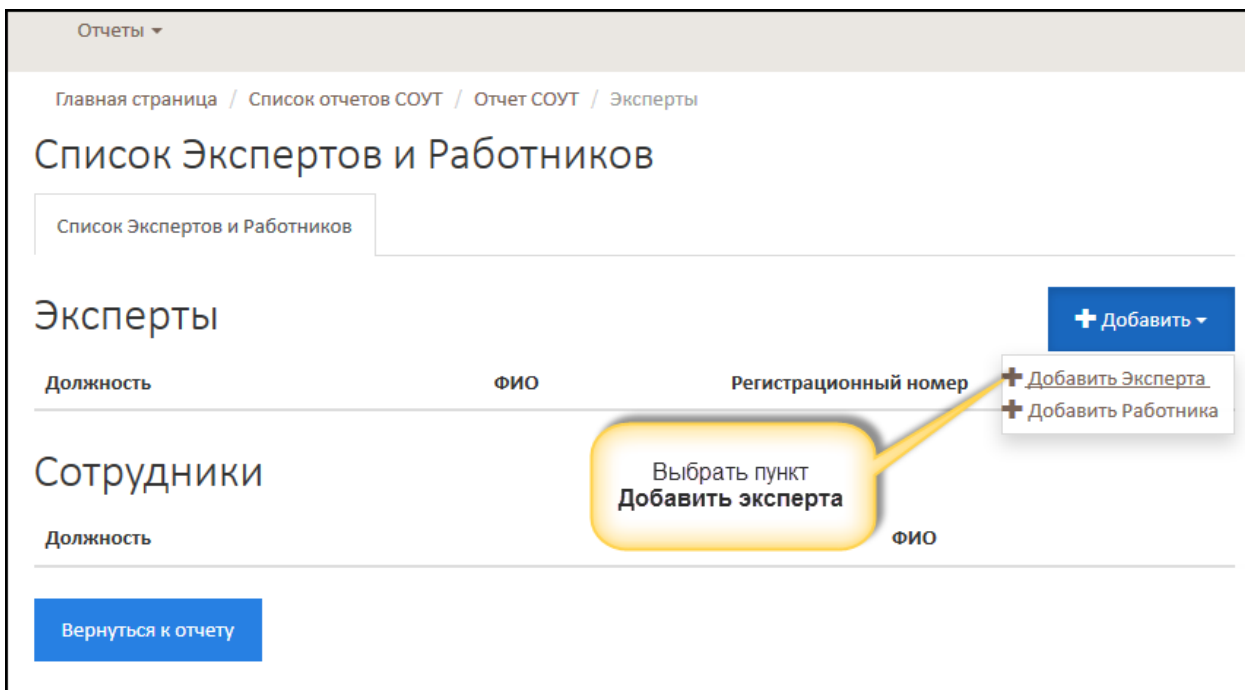 Отчеты
Главная страница / Список отчетов СОУТ / Отчет СОУТ / Эксперты
Список Экспертов и Работников
Список Экспертов и Работников
Эксперты
Добавить
Должность ФИО Регистрационный номер
Добавить Эксперта
Добавить Работника
Выбрать пункт
Добавить эксперта
Сотрудники
Должность ФИО
Вернуться к отчету